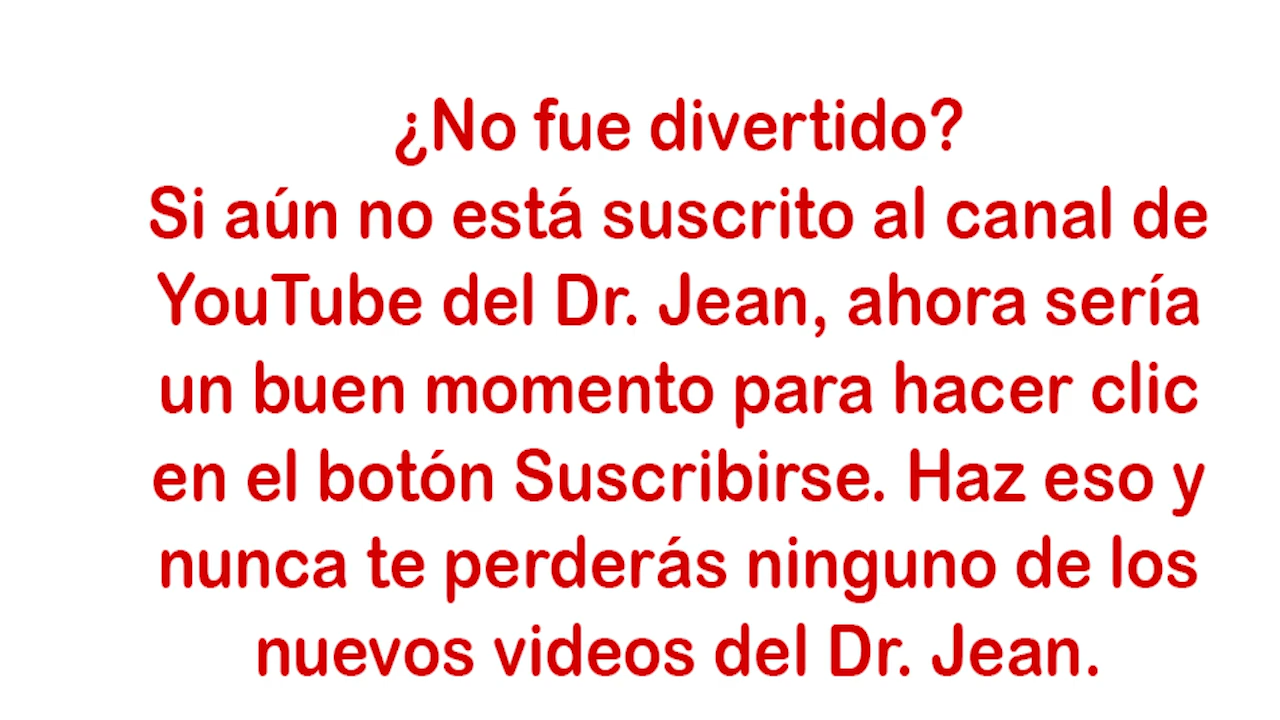 ¿No fue divertido?
Si aún no está suscrito al canal de
YouTube del Dr. Jean, ahora sería
un buen momento para hacer clic
en el botón Suscribirse. Haz eso y
nunca te perderás ninguno de los
nuevos videos del Dr. Jean.